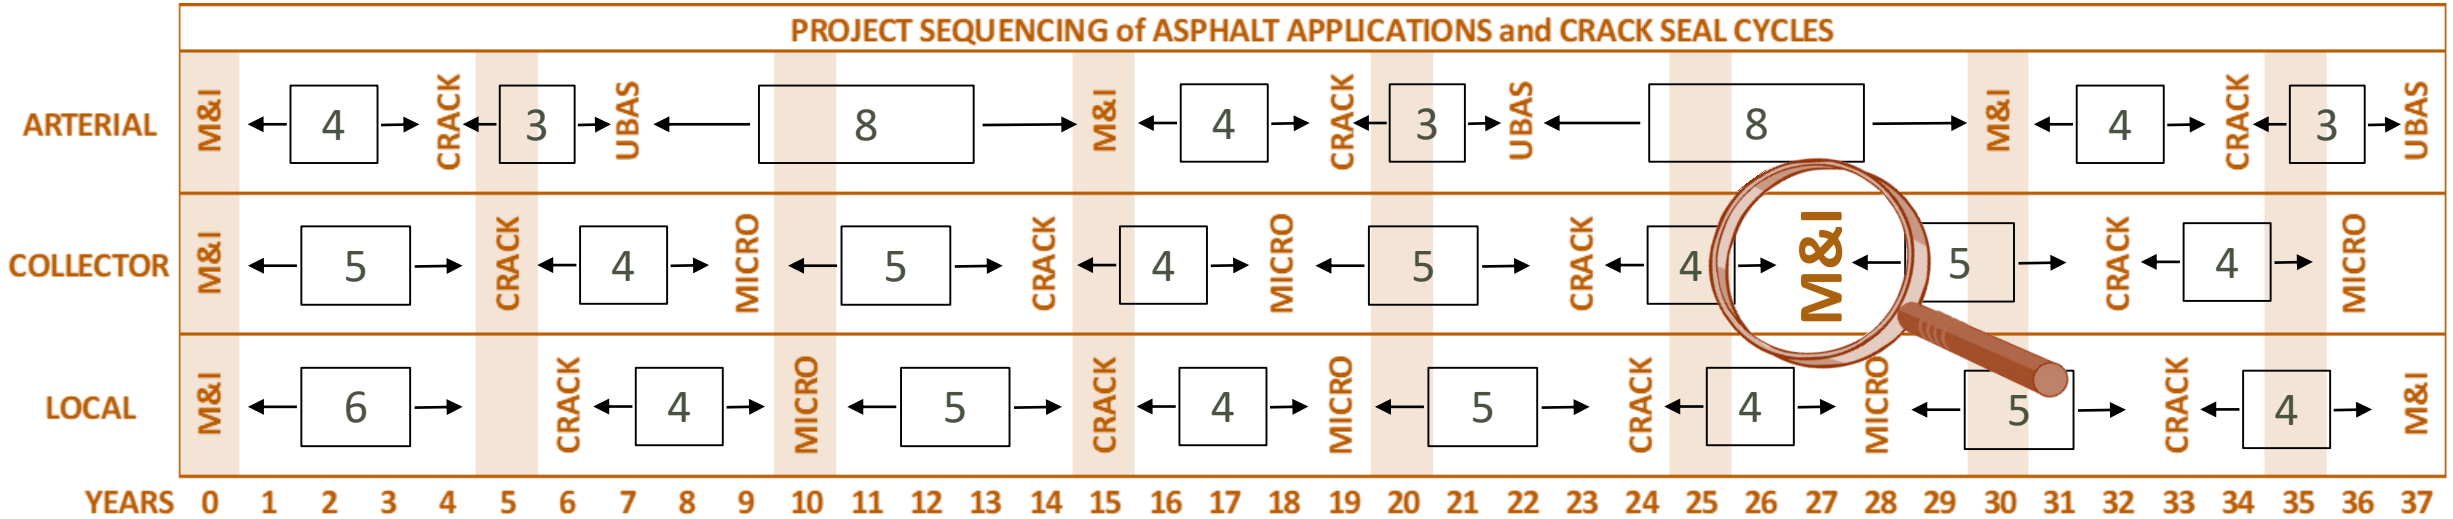 PROJECT SEQUENCING of ASPHALT APPLICATIONS and CRACK SEAL CYCLES
ARTERIAL M&I 4 CRACK 3 UBAS 8 M&I 4 CRACK 3 UBAS 8 M&I 4 CRACK 3 UBAS
COLLECTOR M&I 5 CRACK 4 MICRO 5 CRACK 4 MICRO 5 CRACK 4 M&I 5 CRACK 4 MICRO
LOCAL M&I 6 CRACK 4 MICRO 5 CRACK 4 MICRO 5 CRACK 4 MICRO 5 CRACK 4 M&I
YEARS 0 1 2 3 4 5 6 7 8 9 10 11 12 13 14 15 16 17 18 19 20 21 22 23 24 25 26 27 28 29 30 31 32 33 34 35 36 37